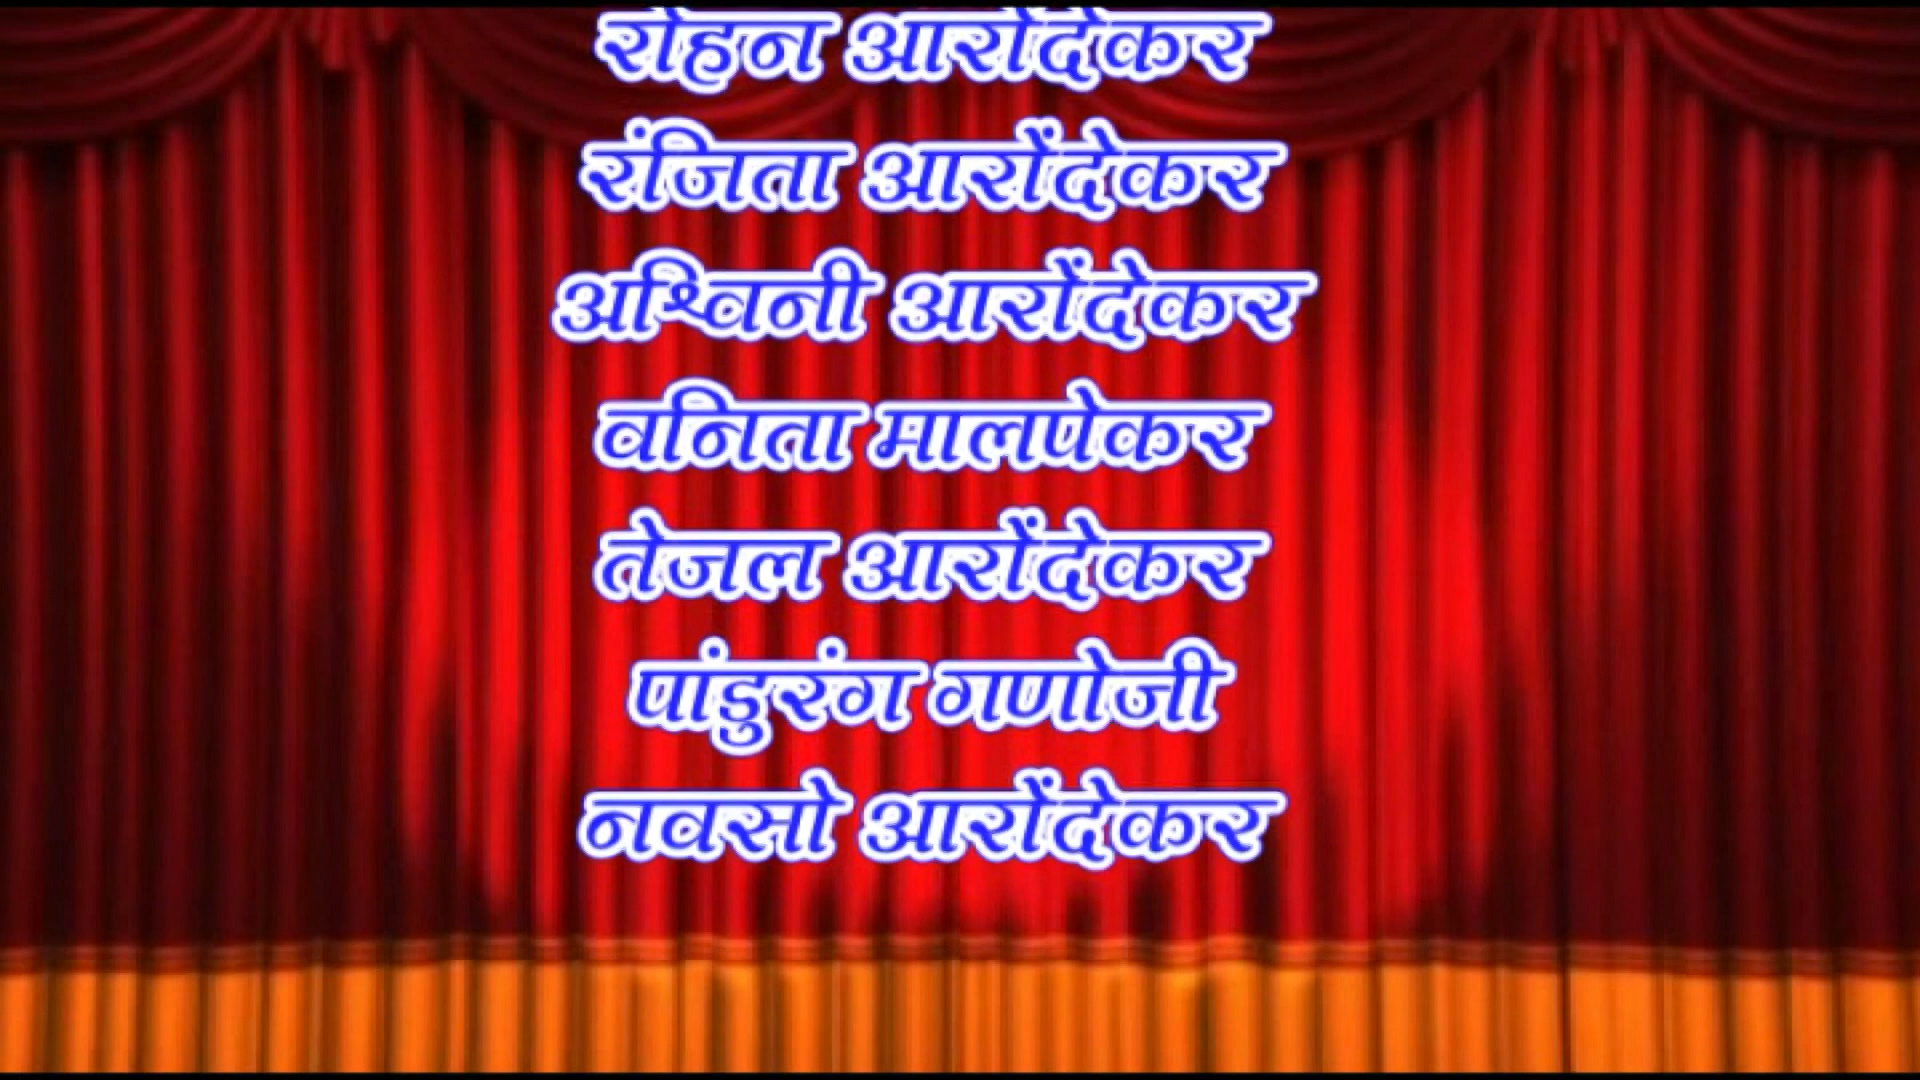 रोहन आरोंदेकर
रंजिता आरोंदेकर
अश्विनी आरोंदेकर
वनिता मालपेकर
तेजल आरोंदेकर
पांडुरंग गणोजी
नवसो आरोंदेकर